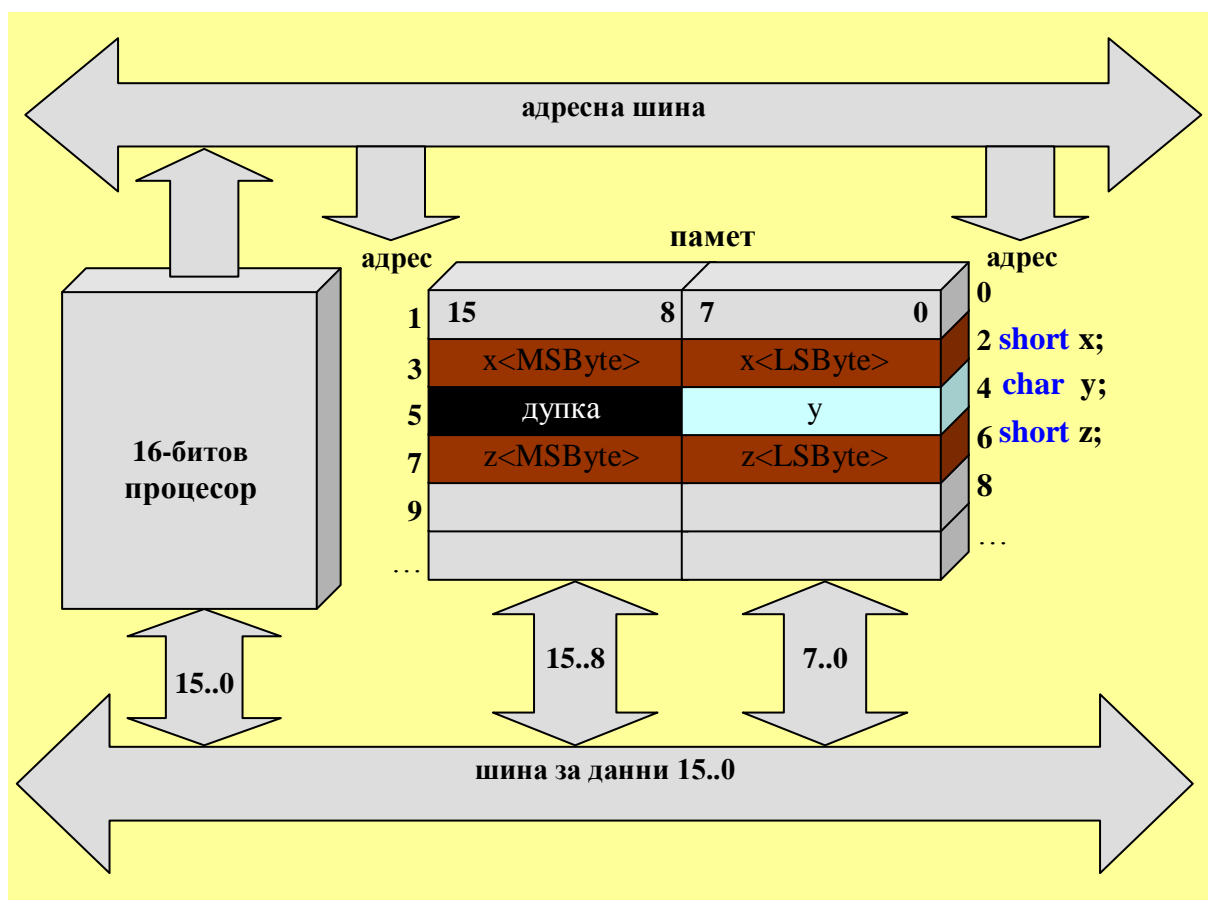 адресна шина
памет
адрес
адрес
0
1
15 8 7 0
2 short x;
3
x<MSByte> x<LSByte>
4 char y;
5
дупка y
6 short z;
7
z<MSByte> z<LSByte>
8
9
…
…
16-битов
процесор
15..0
15..8
7..0
шина за данни 15..0